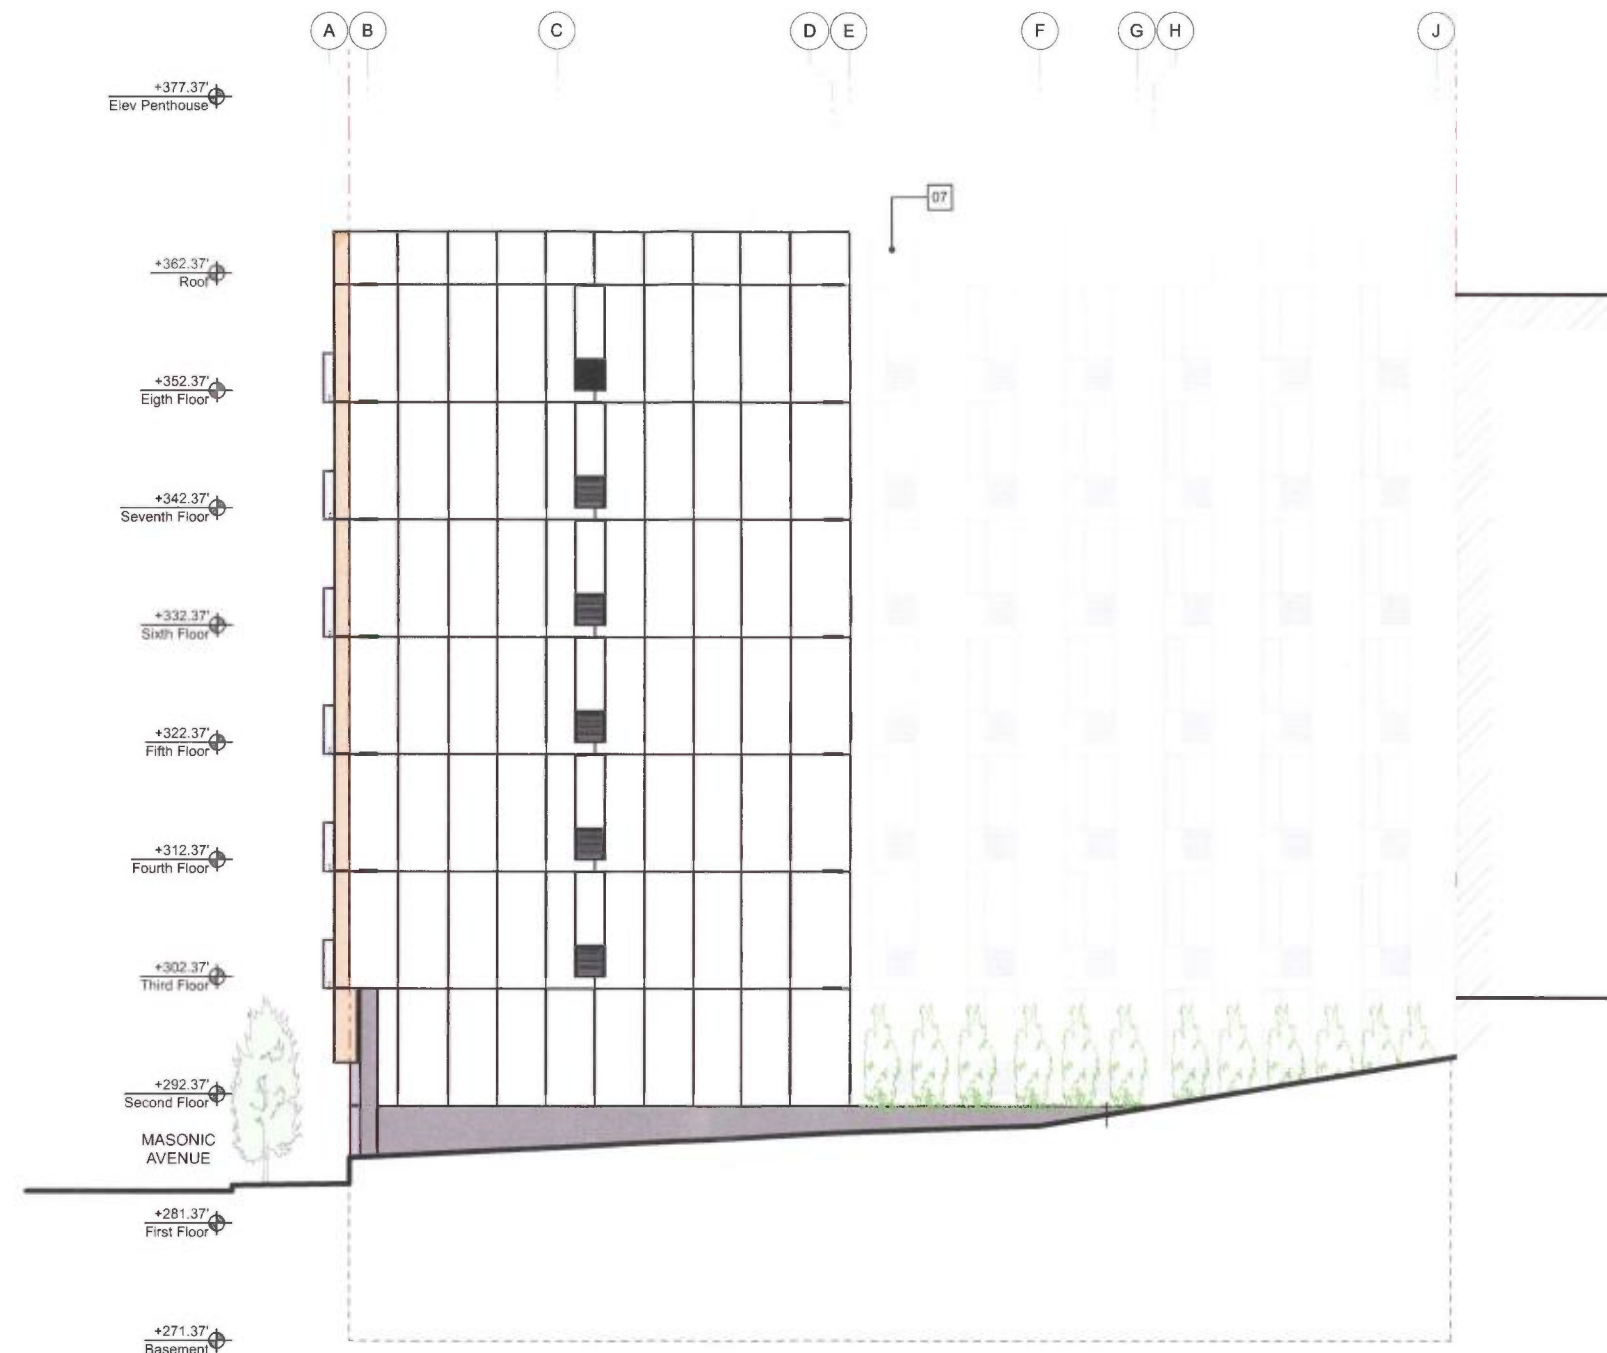 A B C D E F G H J
+377.37'
Elev Penthouse
07
+362.37'
Roof
+352.37'
Eigth Floor
+342.37'
Seventh Floor
+332.37'
Sixth Floor
+322.37'
Fifth Floor
+312.37'
Fourth Floor
+302.37'
Third Floor
+292.37'
Second Floor
MASONIC
AVENUE
+281.37'
First Floor
+271.37'
Basement